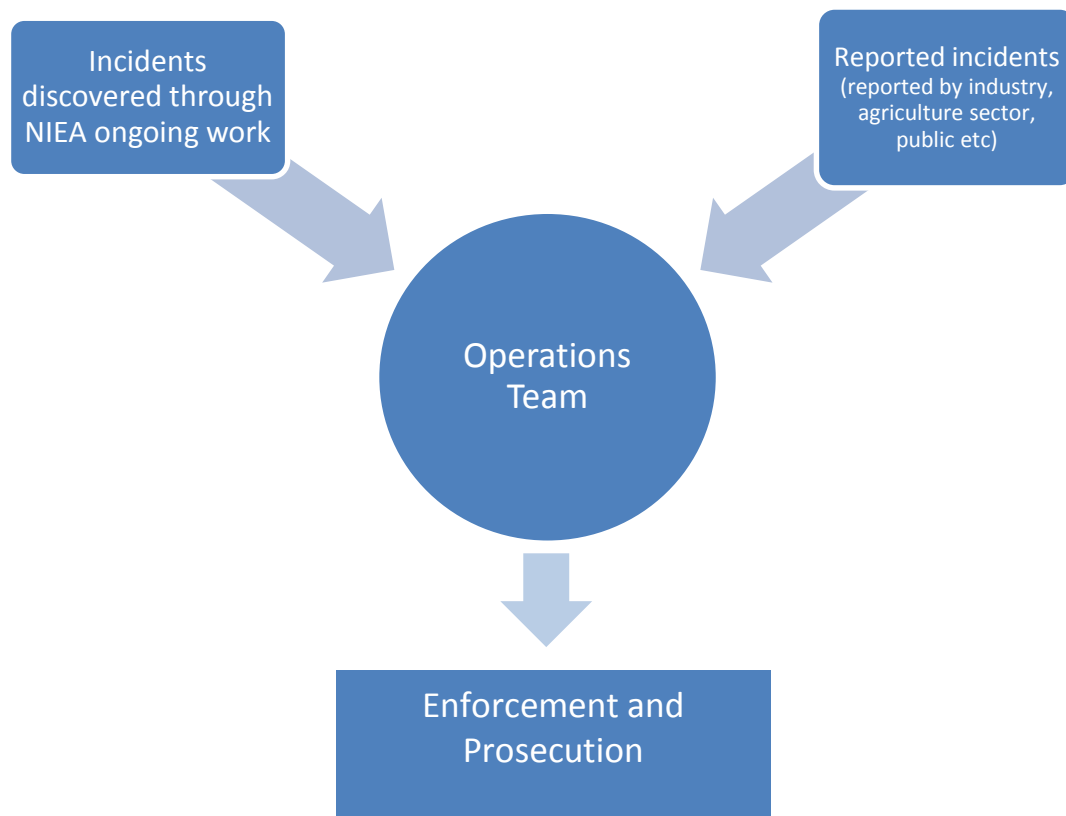 Incidents
discovered through
NIEA ongoing work
Reported incidents
(reported by industry,
agriculture sector,
public etc)
Operations
Team
Enforcement and
Prosecution